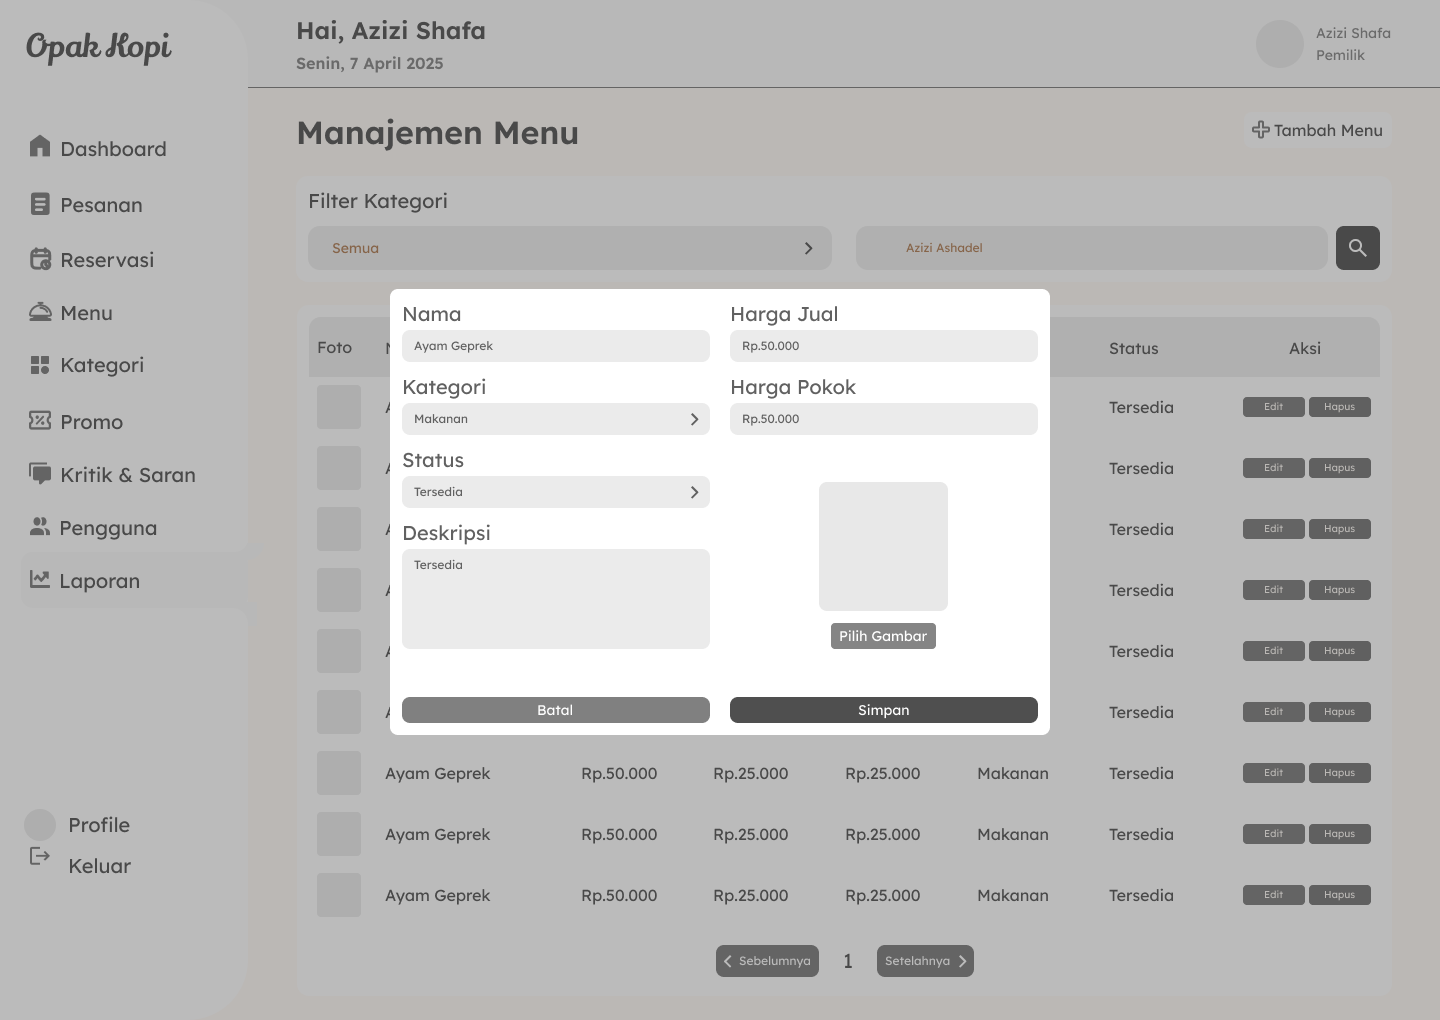 Opak Kopi
Hai, Azizi Shafa
Senin, 7 April 2025
Azizi Shafa
Pemilik
Dashboard
Pesanan
Reservasi
Menu
Kategori
Promo
Kritik & Saran
Pengguna
Laporan
Profile
Keluar
Manajemen Menu
Tambah Menu
Filter Kategori
Semua
Azizi Ashadel
Foto
Status
Aksi
Tersedia Edit Hapus
Tersedia Edit Hapus
Tersedia Edit Hapus
Tersedia Edit Hapus
Tersedia Edit Hapus
Tersedia Edit Hapus
Nama
Ayam Geprek
Harga Jual
Rp.50.000
Kategori
Makanan
Harga Pokok
Rp.50.000
Status
Tersedia
Deskripsi
Tersedia
Pilih Gambar
Batal
Simpan
Ayam Geprek Rp.50.000 Rp.25.000 Rp.25.000 Makanan Tersedia Edit Hapus
Ayam Geprek Rp.50.000 Rp.25.000 Rp.25.000 Makanan Tersedia Edit Hapus
Ayam Geprek Rp.50.000 Rp.25.000 Rp.25.000 Makanan Tersedia Edit Hapus
Sebelumnya 1 Setelahnya